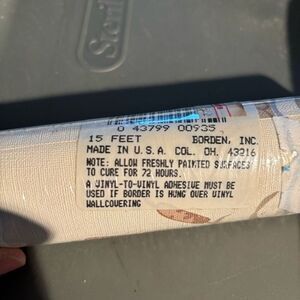 Steril
0 43799 00935
15 FEET BORDEN, INC.
MADE IN U.S.A. COL. OH. 43216
NOTE: ALLOW FRESHLY PAINTED SURFACES
TO CURE FOR 72 HOURS.
A VINYL-TO-VINYL ADHESIVE MUST BE
USED IF BORDER IS HUNG OVER VINYL
WALLCOVERING